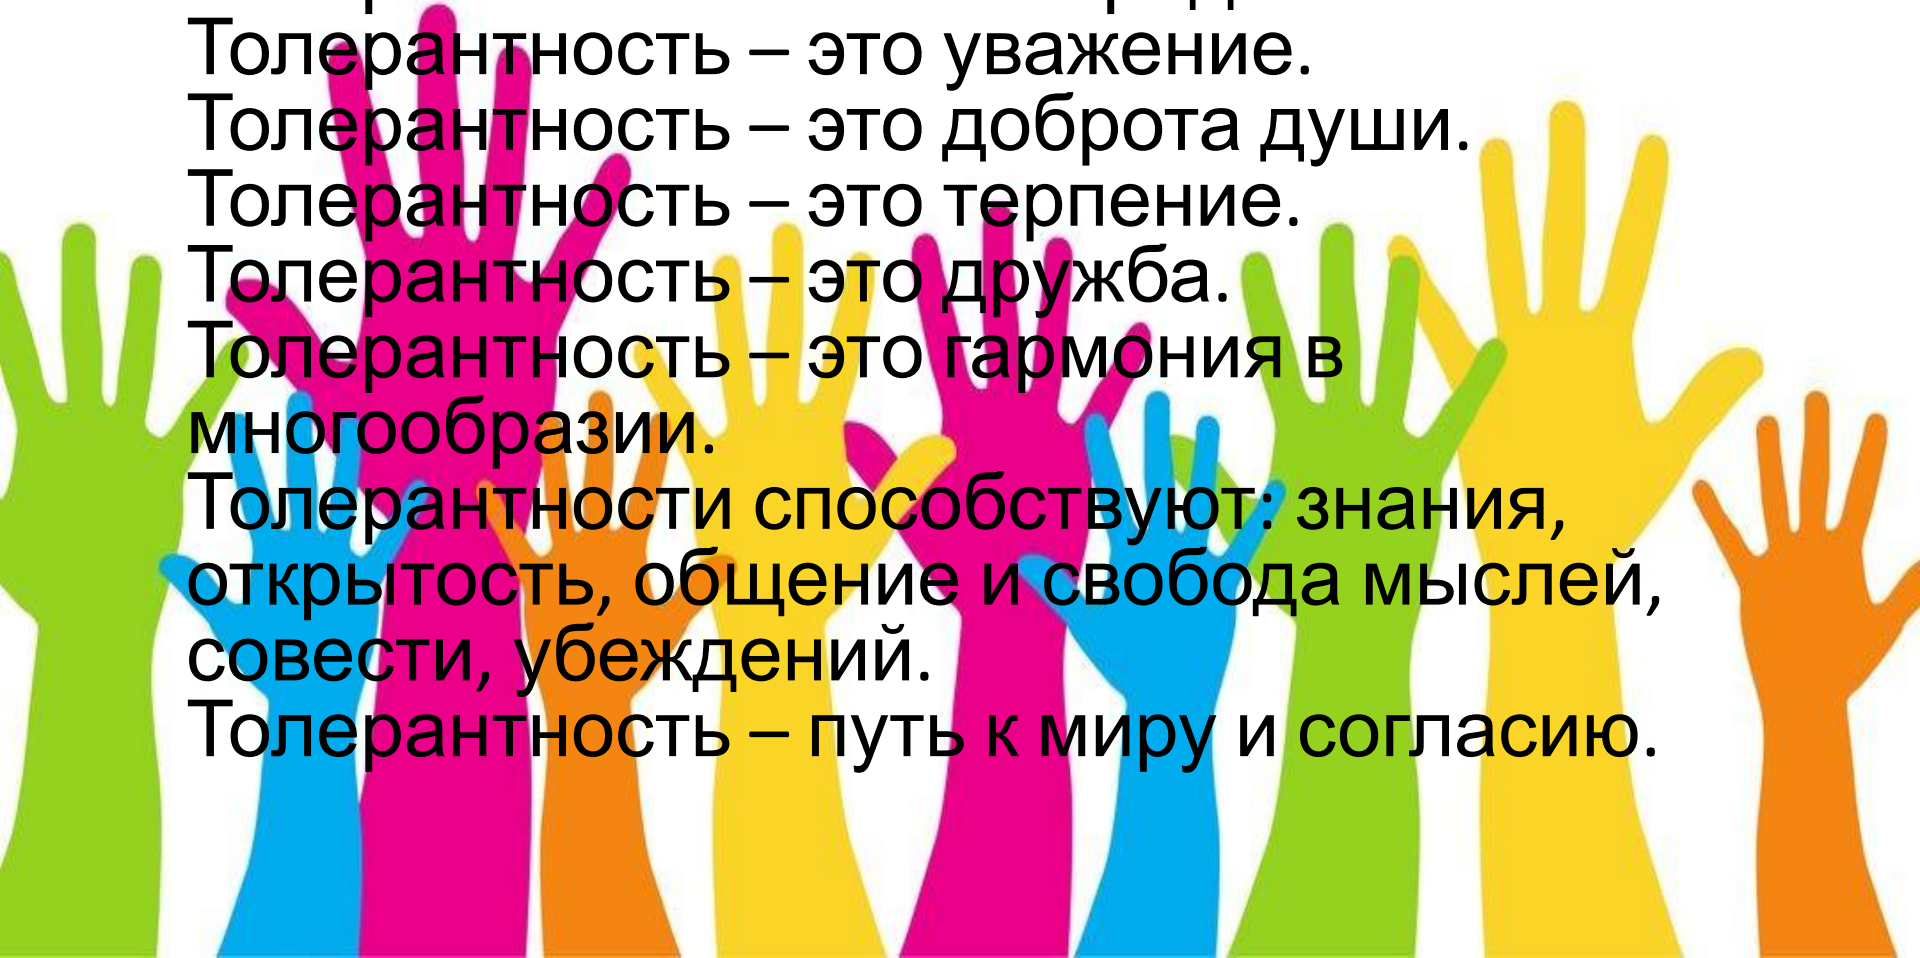 Толерантность – это уважение.
Толерантность – это доброта души.
Толерантность – это терпение.
Толерантность – это дружба.
Толерантность – это гармония в
многообразии.
Толерантности способствуют: знания,
открытость, общение и свобода мыслей,
совести, убеждений.
Толерантность – путь к миру и согласию.